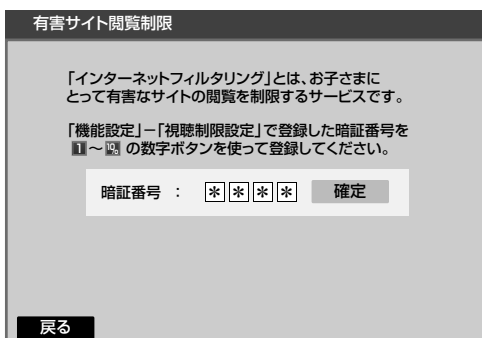 有害サイト閲覧制限
「インターネットフィルタリング」とは、お子さまに
とって有害なサイトの閲覧を制限するサービスです。
「機能設定」－「視聴制限設定」で登録した暗証番号を
1～10 の数字ボタンを使って登録してください。
暗証番号 ： ＊＊＊＊ 確定
戻る